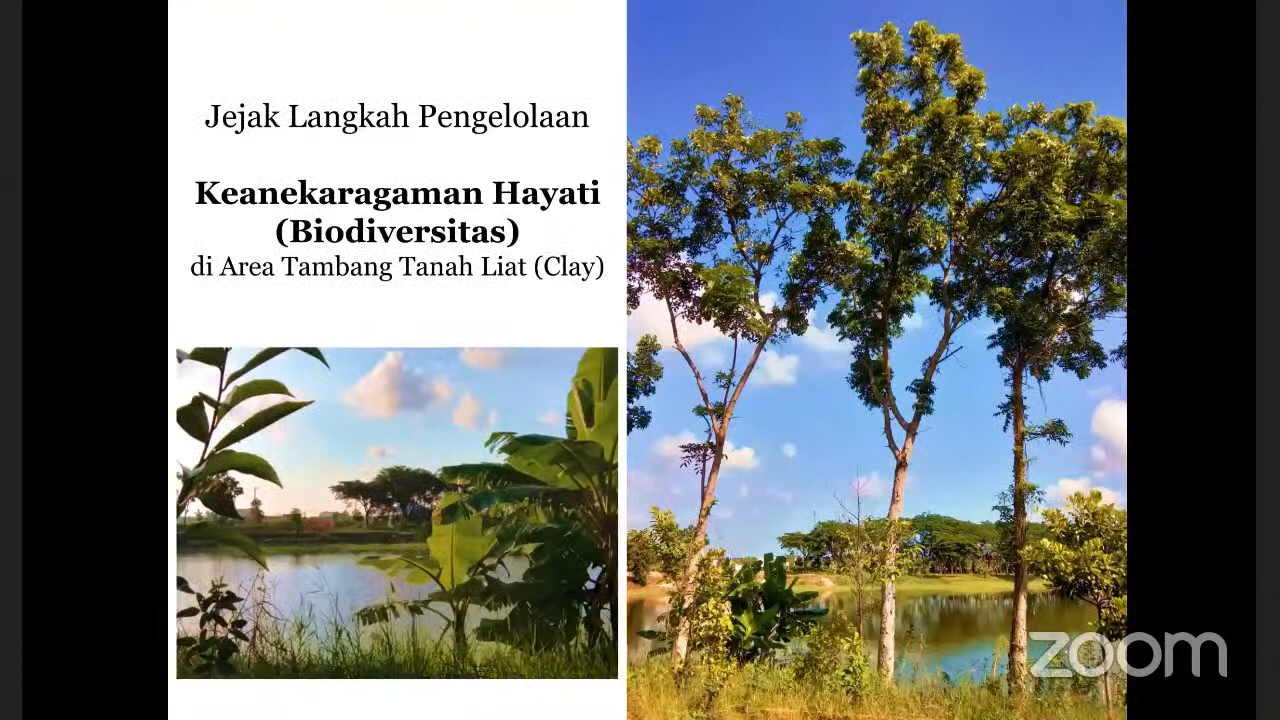 Jejak Langkah Pengelolaan
Keanekaragaman Hayati
(Biodiversitas)
di Area Tambang Tanah Liat (Clay)
zoom